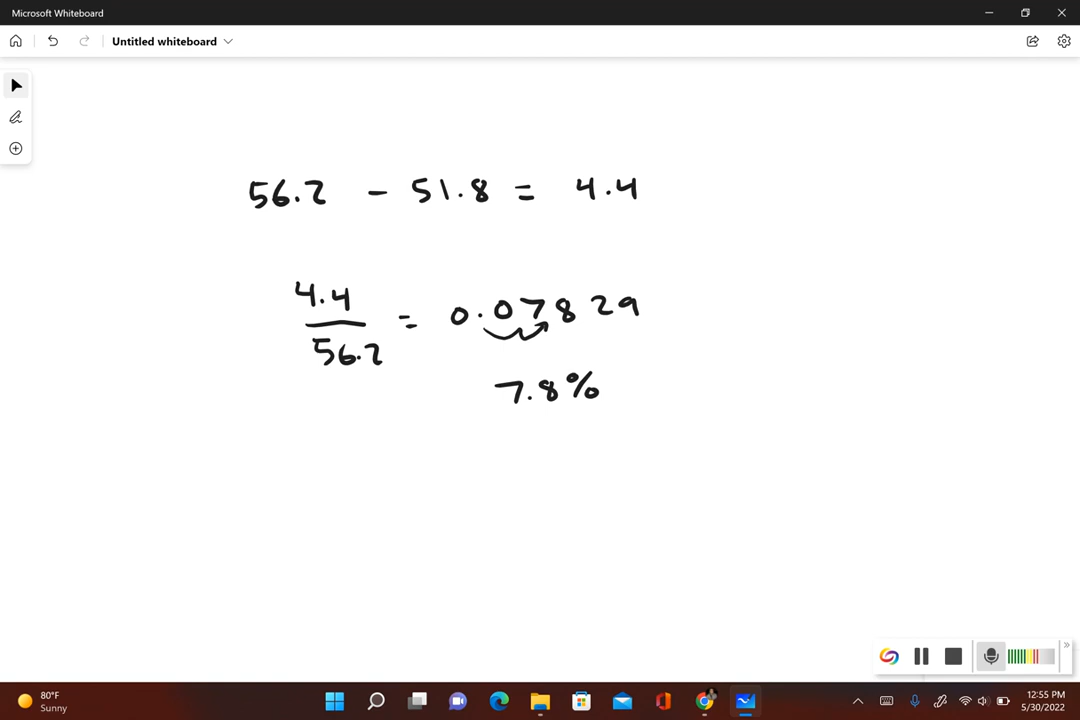 Microsoft Whiteboard
Untitled whiteboard
56.2 - 51.8 = 4.4
4.4
56.2
= 0.07829
7.8%
80°F
Sunny
12:55 PM
5/30/2022